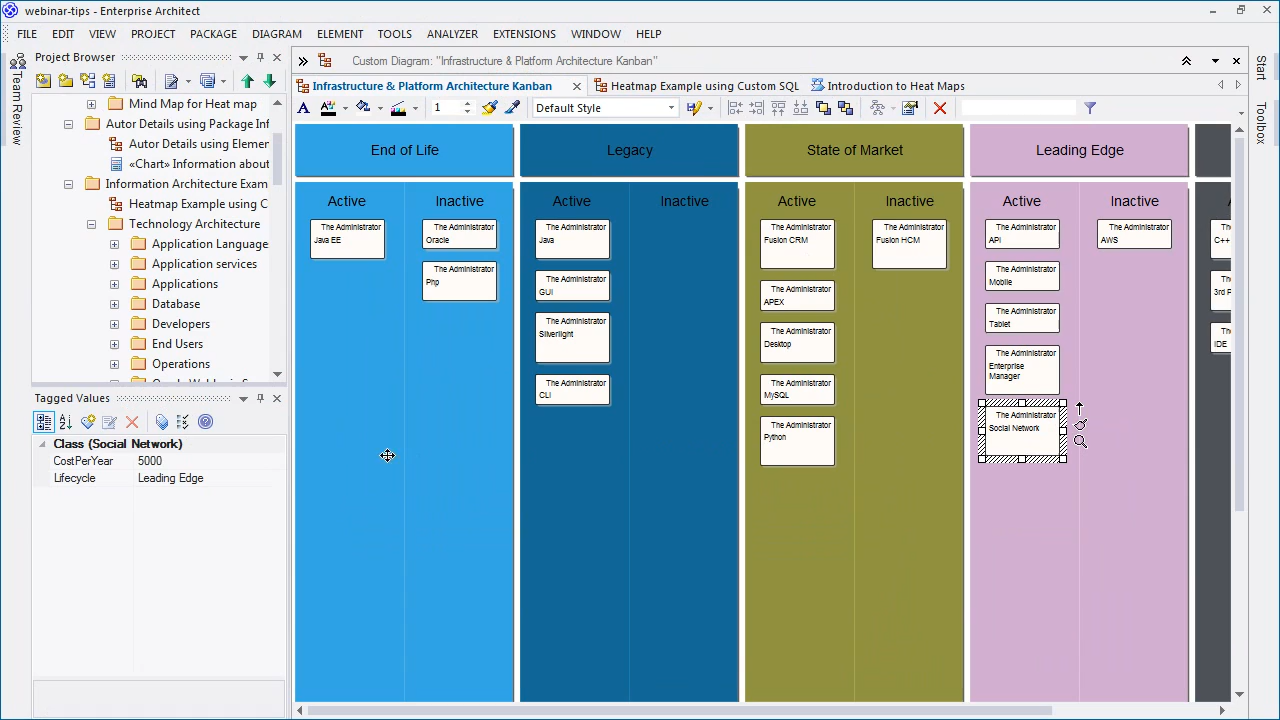 webinar-tips - Enterprise Architect
FILE EDIT VIEW PROJECT PACKAGE DIAGRAM ELEMENT TOOLS ANALYZER EXTENSIONS WINDOW HELP
Team Review
Project Browser
Mind Map for Heat map
Autor Details using Package Inf
Autor Details using Elemer
«Chart» Information about
Information Architecture Exam
Heatmap Example using C
Technology Architecture
Application Language
Application services
Applications
Database
Developers
End Users
Operations
Tagged Values
Class (Social Network)
CostPerYear 5000
Lifecycle Leading Edge
Custom Diagram: "Infrastructure & Platform Architecture Kanban"
Infrastructure & Platform Architecture Kanban
Heatmap Example using Custom SQL
Introduction to Heat Maps
1
Default Style
End of Life
Active
The Administrator
Java EE
Inactive
The Administrator
Oracle
The Administrator
Php
Legacy
Active
The Administrator
Java
The Administrator
GUI
The Administrator
Silverlight
The Administrator
CLI
Inactive
State of Market
Active
The Administrator
Fusion CRM
The Administrator
APEX
The Administrator
Desktop
The Administrator
MySQL
The Administrator
Python
Inactive
The Administrator
Fusion HCM
Leading Edge
Active
The Administrator
API
The Administrator
Mobile
The Administrator
Tablet
The Administrator
Enterprise
Manager
The Administrator
Social Network
Inactive
The Administrator
AWS
The
C++
The
3rd P
The
IDE
Start
Toolbox